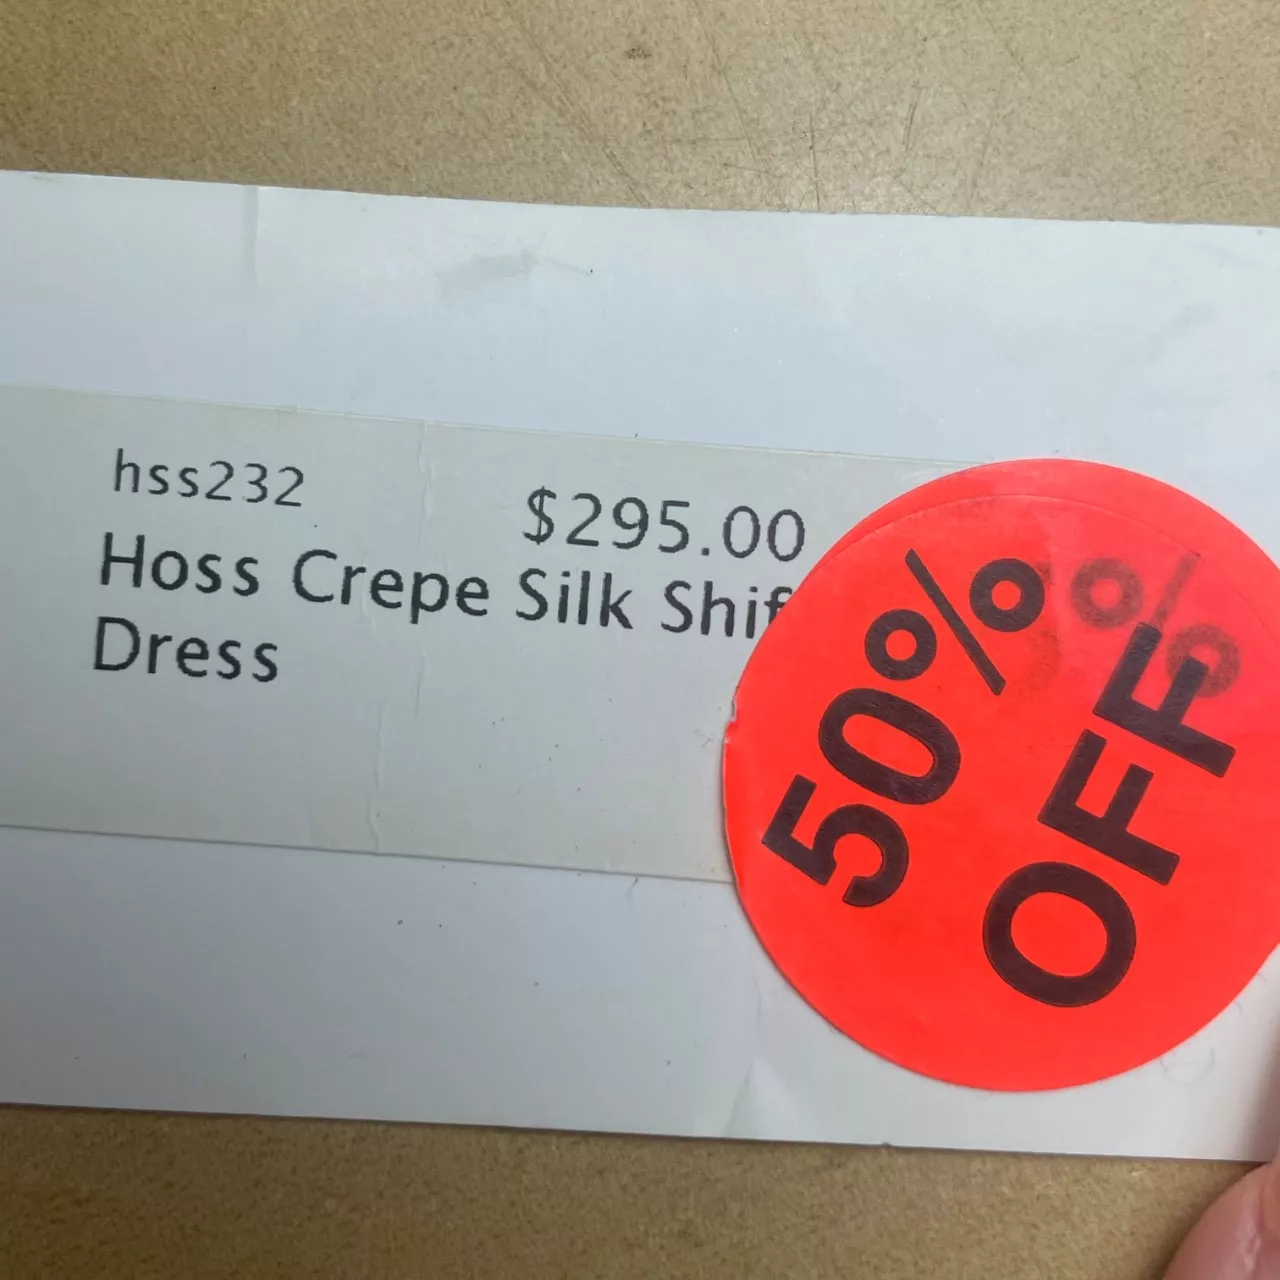 hss232
$295.00
Hoss Crepe Silk Shif
Dress
50%
OFF
%